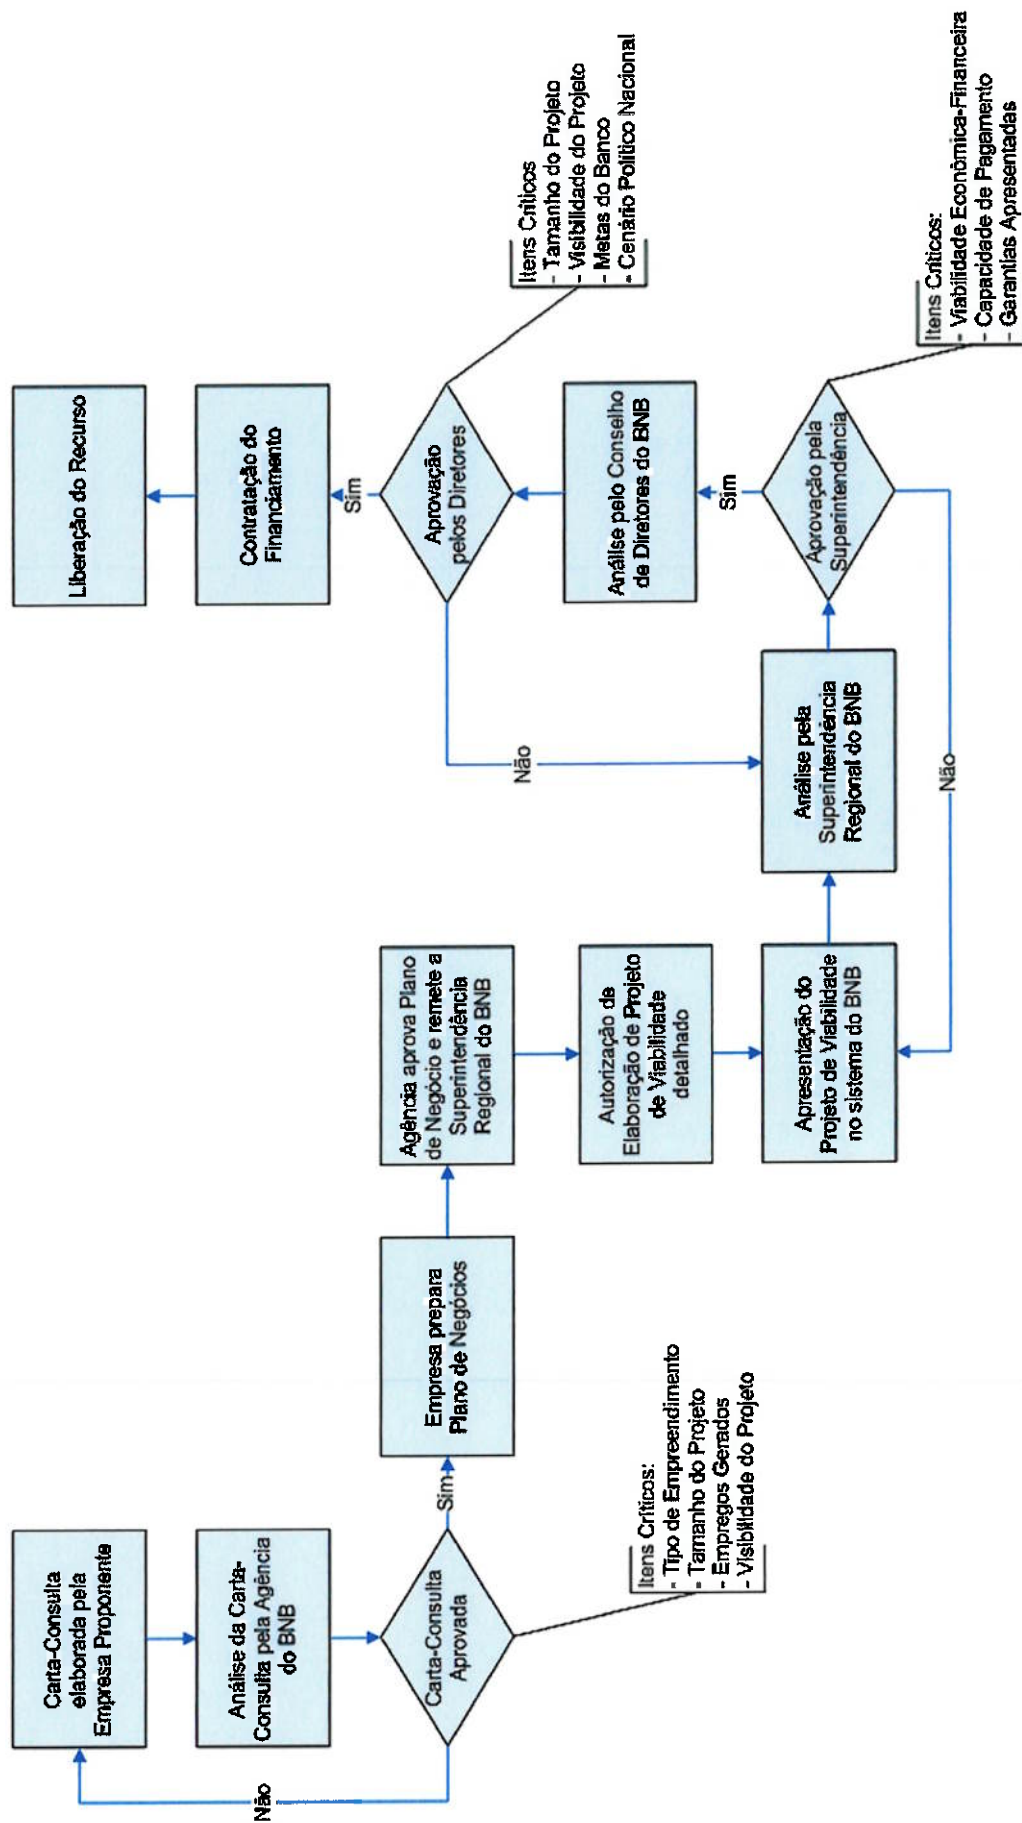 Carta-Consulta
elaborada pela
Empresa Proponente
Análise da Carta-
Consulta pela Agência
do BNB
Carta-Consulta
Aprovada
Não
Sim
Itens Críticos:
- Tipo de Empreendimento
- Tamanho do Projeto
- Empregos Gerados
- Visibilidade do Projeto
Empresa prepara
Plano de Negócios
Agência aprova Plano
de Negócio e remete a
Superintendência
Regional do BNB
Autorização de
Elaboração de Projeto
de Viabilidade
detalhado
Apresentação do
Projeto de Viabilidade
no sistema do BNB
Análise pela
Superintendência
Regional do BNB
Aprovação pela
Superintendência
Não
Sim
Itens Críticos:
- Viabilidade Econômica-Financeira
- Capacidade de Pagamento
- Garantias Apresentadas
Análise pelo Conselho
de Diretores do BNB
Aprovação
pelos Diretores
Não
Sim
Itens Críticos
- Tamanho do Projeto
- Visibilidade do Projeto
- Metas do Banco
- Cenário Político Nacional
Contratação do
Financiamento
Liberação do Recurso